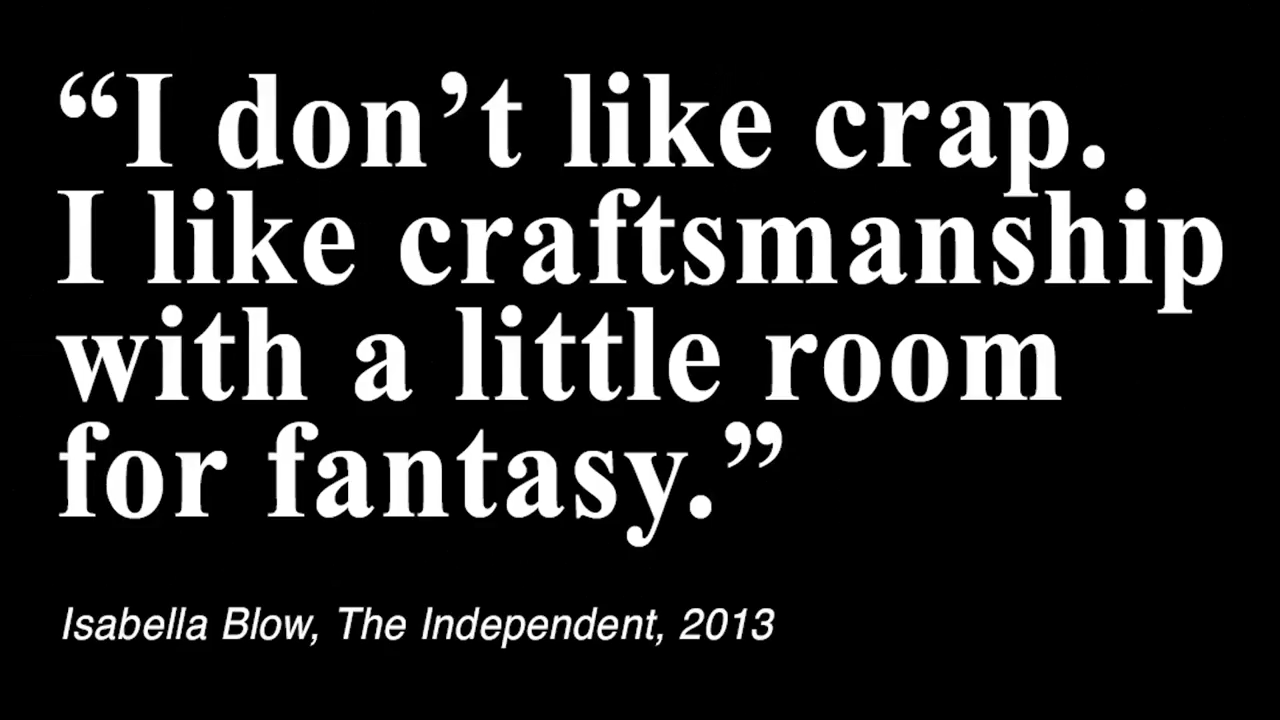 “I don’t like crap.
I like craftsmanship
with a little room
for fantasy.”
Isabella Blow, The Independent, 2013